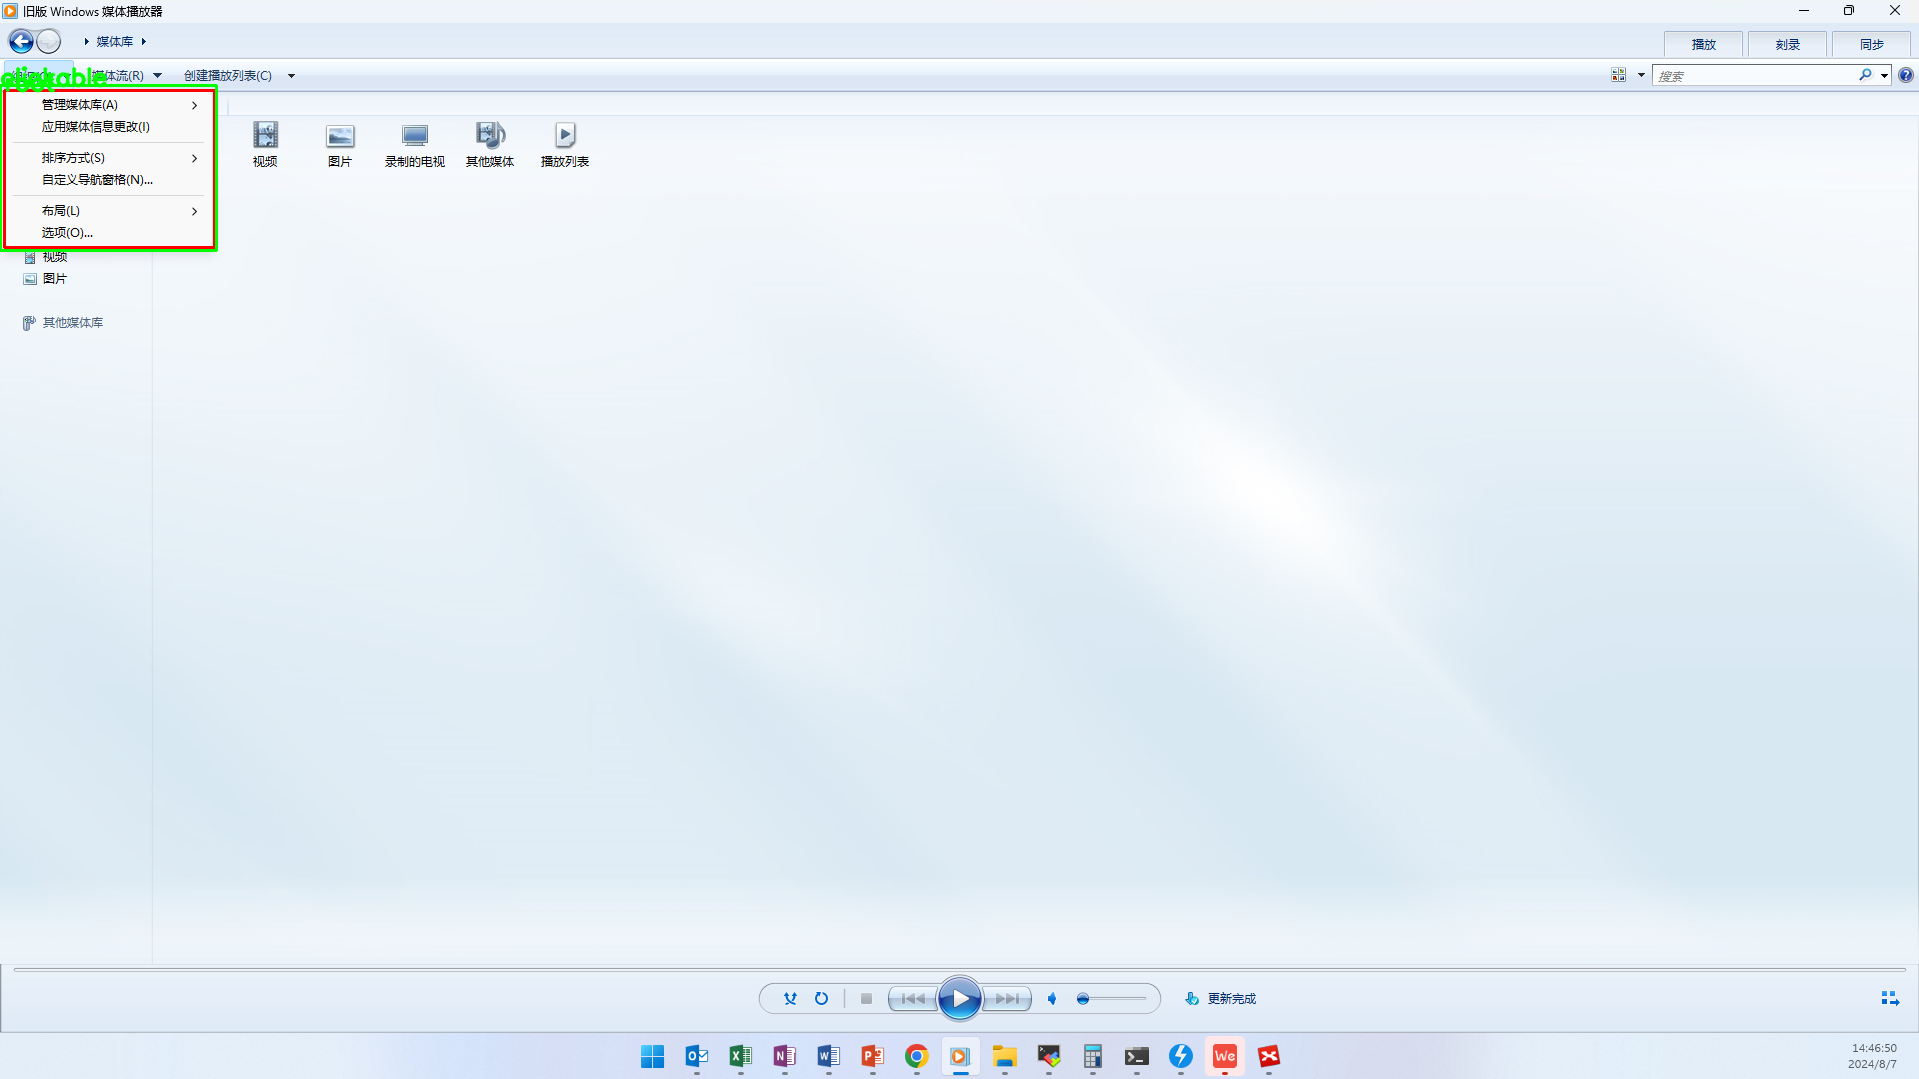 旧版 Windows 媒体播放器
媒体库
播放
刻录
同步
clickable
媒体流(R)
创建播放列表(C)
搜索
管理媒体库(A)
应用媒体信息更改(I)
排序方式(S)
自定义导航窗格(N)...
布局(L)
选项(O)...
视频
图片
录制的电视
其他媒体
播放列表
视频
图片
其他媒体库
更新完成
14:46:50
2024/8/7